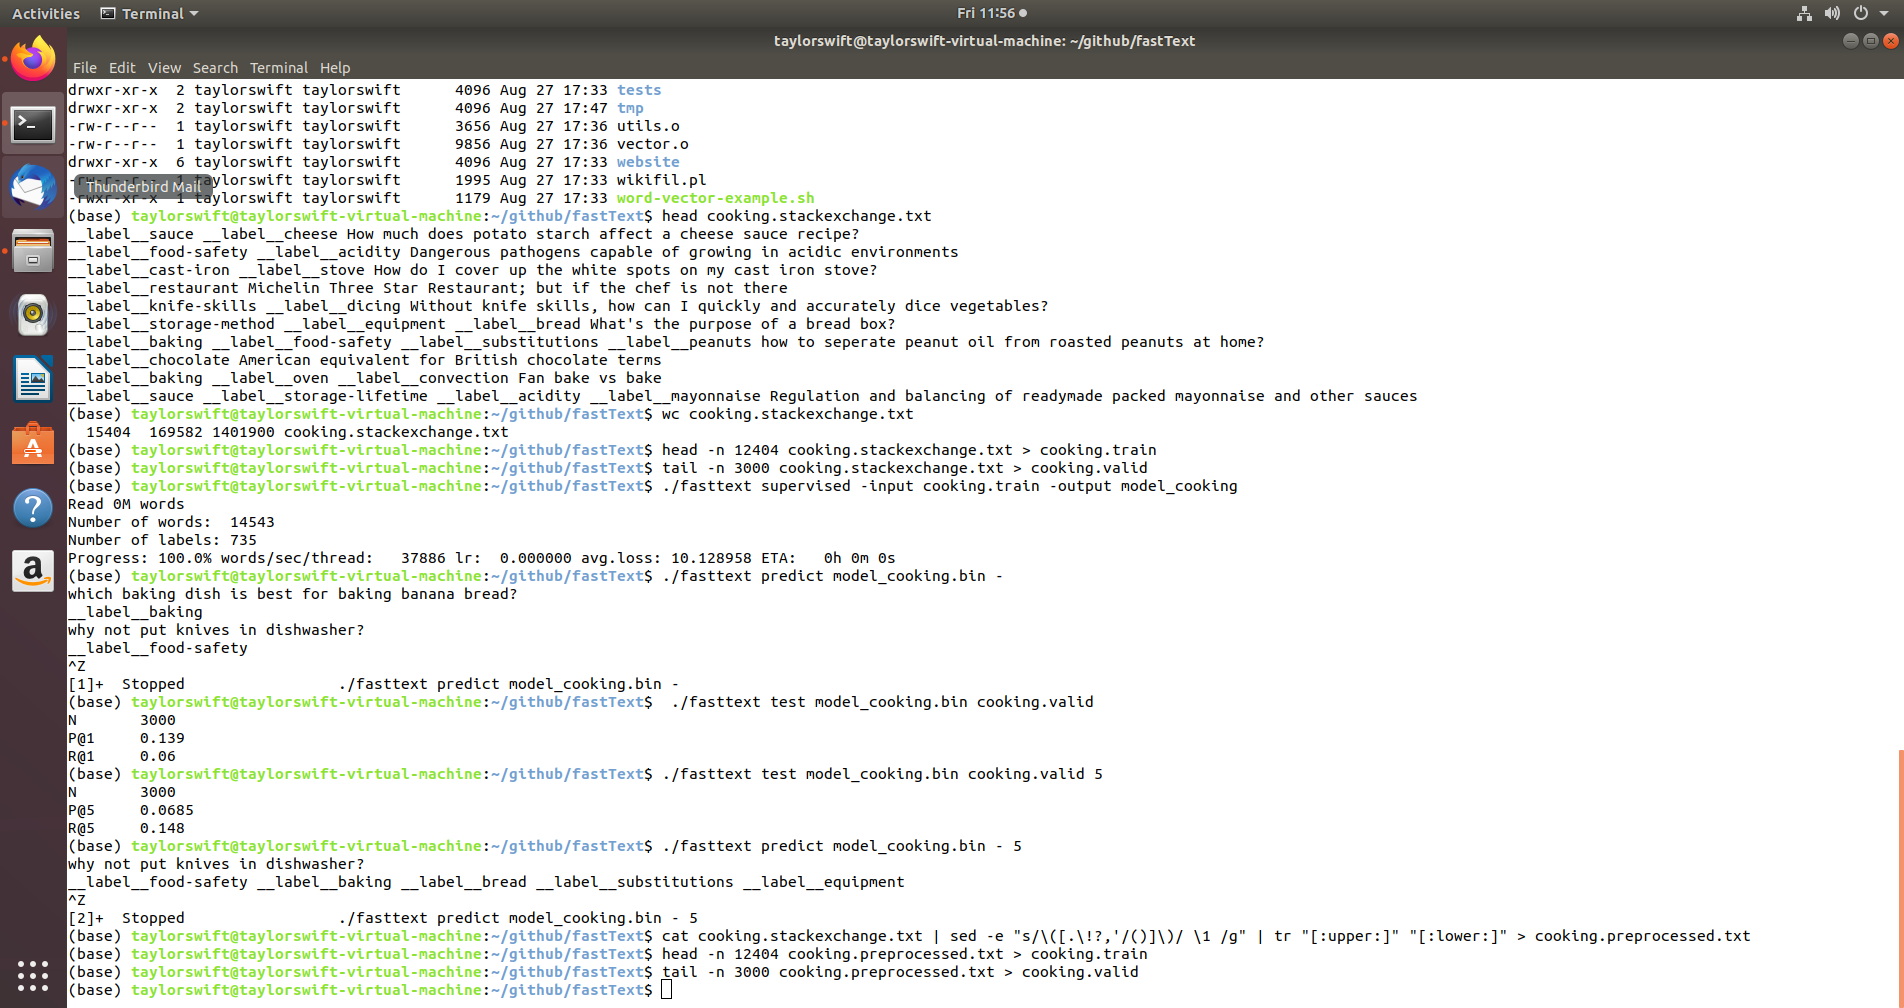 Activities Terminal Fri 11:56
taylorswift@taylorswift-virtual-machine: ~/github/fastText
File Edit View Search Terminal Help
drwxr-xr-x  2 taylorswift taylorswift      4096 Aug 27 17:33 tests
drwxr-xr-x  2 taylorswift taylorswift      4096 Aug 27 17:47 tmp
-rw-r--r--  1 taylorswift taylorswift      3656 Aug 27 17:36 utils.o
-rw-r--r--  1 taylorswift taylorswift      9856 Aug 27 17:36 vector.o
drwxr-xr-x  6 taylorswift taylorswift      4096 Aug 27 17:33 website
-rw-r--r--  1 taylorswift taylorswift      1995 Aug 27 17:33 wikifil.pl
Thunderbird Mail
-rwxr-xr-x  1 taylorswift taylorswift      1179 Aug 27 17:33 word-vector-example.sh
(base) taylorswift@taylorswift-virtual-machine:~/github/fastText$ head cooking.stackexchange.txt
__label__sauce __label__cheese How much does potato starch affect a cheese sauce recipe?
__label__food-safety __label__acidity Dangerous pathogens capable of growing in acidic environments
__label__cast-iron __label__stove How do I cover up the white spots on my cast iron stove?
__label__restaurant Michelin Three Star Restaurant; but if the chef is not there
__label__knife-skills __label__dicing Without knife skills, how can I quickly and accurately dice vegetables?
__label__storage-method __label__equipment __label__bread What's the purpose of a bread box?
__label__baking __label__food-safety __label__substitutions __label__peanuts how to seperate peanut oil from roasted peanuts at home?
__label__chocolate American equivalent for British chocolate terms
__label__baking __label__oven __label__convection Fan bake vs bake
__label__sauce __label__storage-lifetime __label__acidity __label__mayonnaise Regulation and balancing of readymade packed mayonnaise and other sauces
(base) taylorswift@taylorswift-virtual-machine:~/github/fastText$ wc cooking.stackexchange.txt
  15404  169582 1401900 cooking.stackexchange.txt
(base) taylorswift@taylorswift-virtual-machine:~/github/fastText$ head -n 12404 cooking.stackexchange.txt > cooking.train
(base) taylorswift@taylorswift-virtual-machine:~/github/fastText$ tail -n 3000 cooking.stackexchange.txt > cooking.valid
(base) taylorswift@taylorswift-virtual-machine:~/github/fastText$ ./fasttext supervised -input cooking.train -output model_cooking
Read 0M words
Number of words:  14543
Number of labels: 735
Progress: 100.0% words/sec/thread:   37886 lr:  0.000000 avg.loss: 10.128958 ETA:   0h 0m 0s
(base) taylorswift@taylorswift-virtual-machine:~/github/fastText$ ./fasttext predict model_cooking.bin -
which baking dish is best for baking banana bread?
__label__baking
why not put knives in dishwasher?
__label__food-safety
^Z
[1]+  Stopped                 ./fasttext predict model_cooking.bin -
(base) taylorswift@taylorswift-virtual-machine:~/github/fastText$  ./fasttext test model_cooking.bin cooking.valid
N       3000
P@1     0.139
R@1     0.06
(base) taylorswift@taylorswift-virtual-machine:~/github/fastText$ ./fasttext test model_cooking.bin cooking.valid 5
N       3000
P@5     0.0685
R@5     0.148
(base) taylorswift@taylorswift-virtual-machine:~/github/fastText$ ./fasttext predict model_cooking.bin - 5
why not put knives in dishwasher?
__label__food-safety __label__baking __label__bread __label__substitutions __label__equipment
^Z
[2]+  Stopped                 ./fasttext predict model_cooking.bin - 5
(base) taylorswift@taylorswift-virtual-machine:~/github/fastText$ cat cooking.stackexchange.txt | sed -e "s/\([.\!?,'/()]\)/ \1 /g" | tr "[:upper:]" "[:lower:]" > cooking.preprocessed.txt
(base) taylorswift@taylorswift-virtual-machine:~/github/fastText$ head -n 12404 cooking.preprocessed.txt > cooking.train
(base) taylorswift@taylorswift-virtual-machine:~/github/fastText$ tail -n 3000 cooking.preprocessed.txt > cooking.valid
(base) taylorswift@taylorswift-virtual-machine:~/github/fastText$